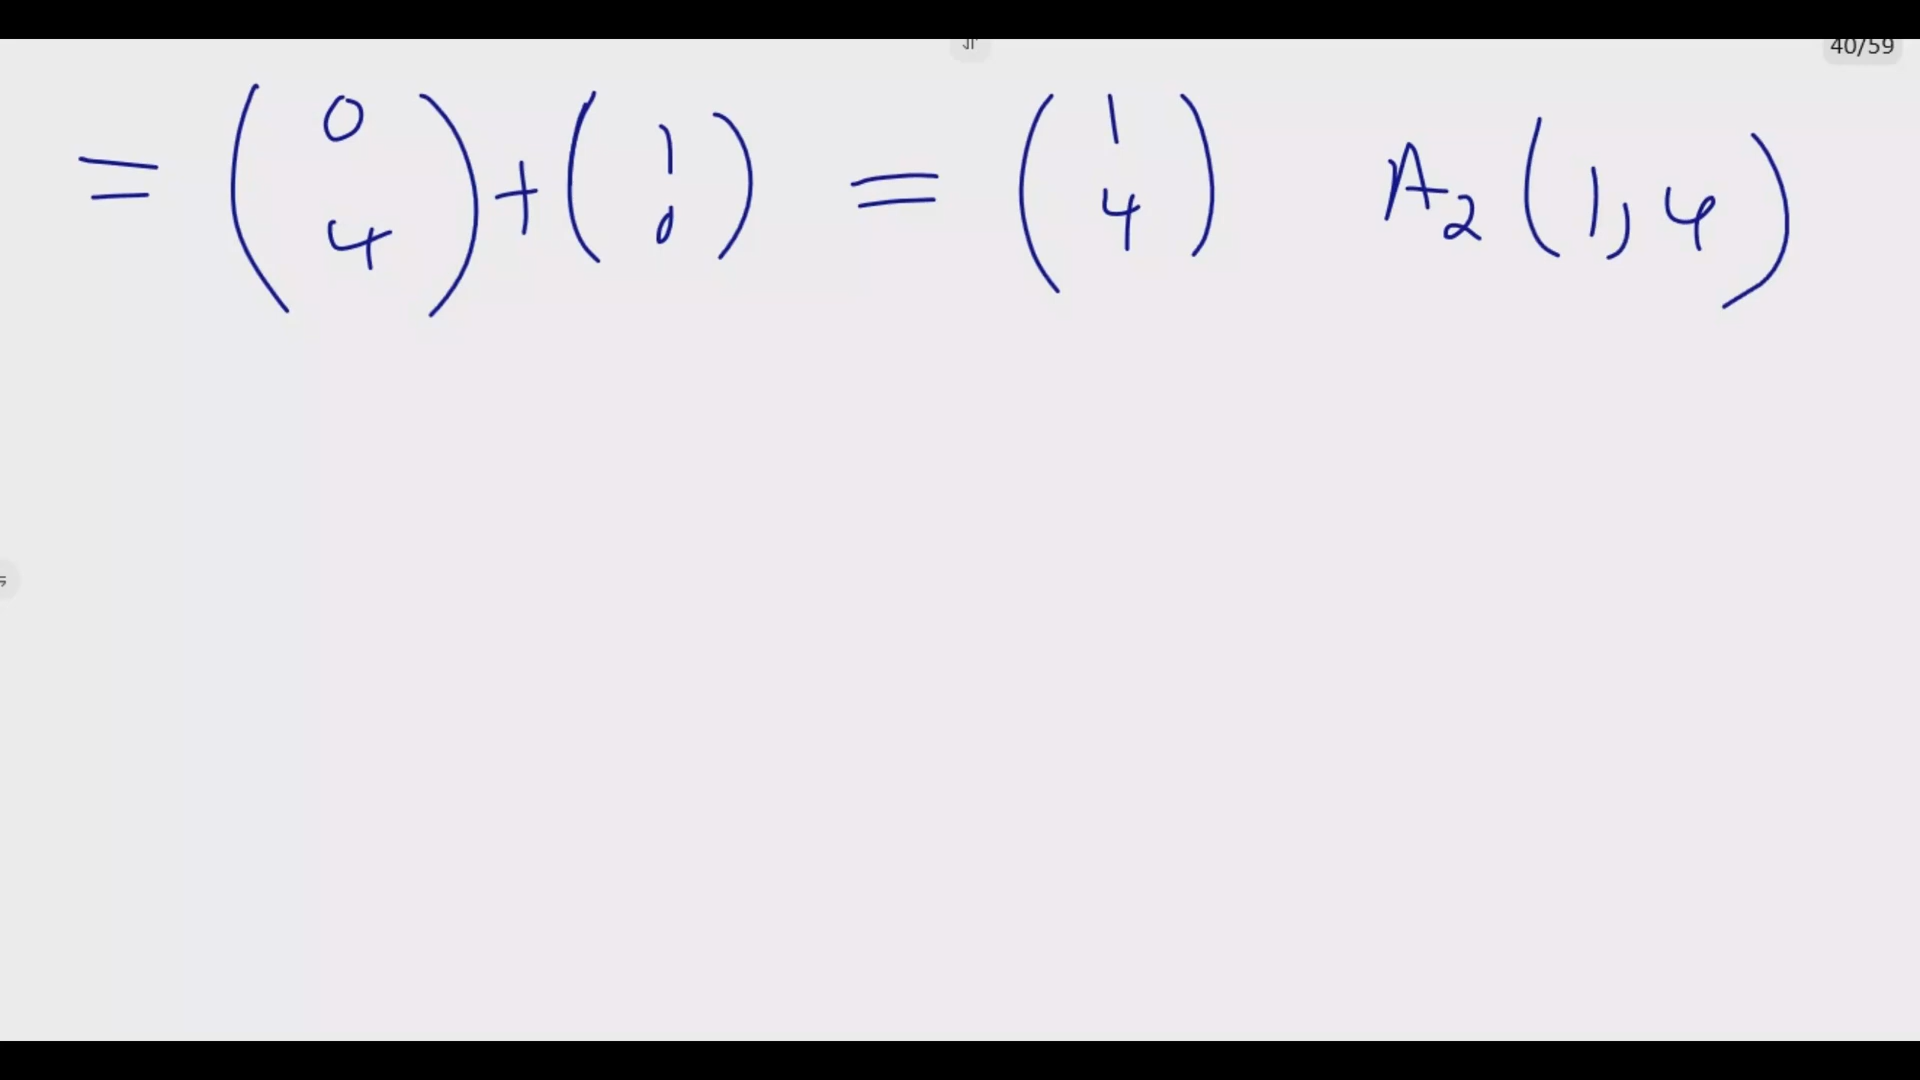 40/59
= (0 4) + (1 0) = (1 4) A₂(1,4)